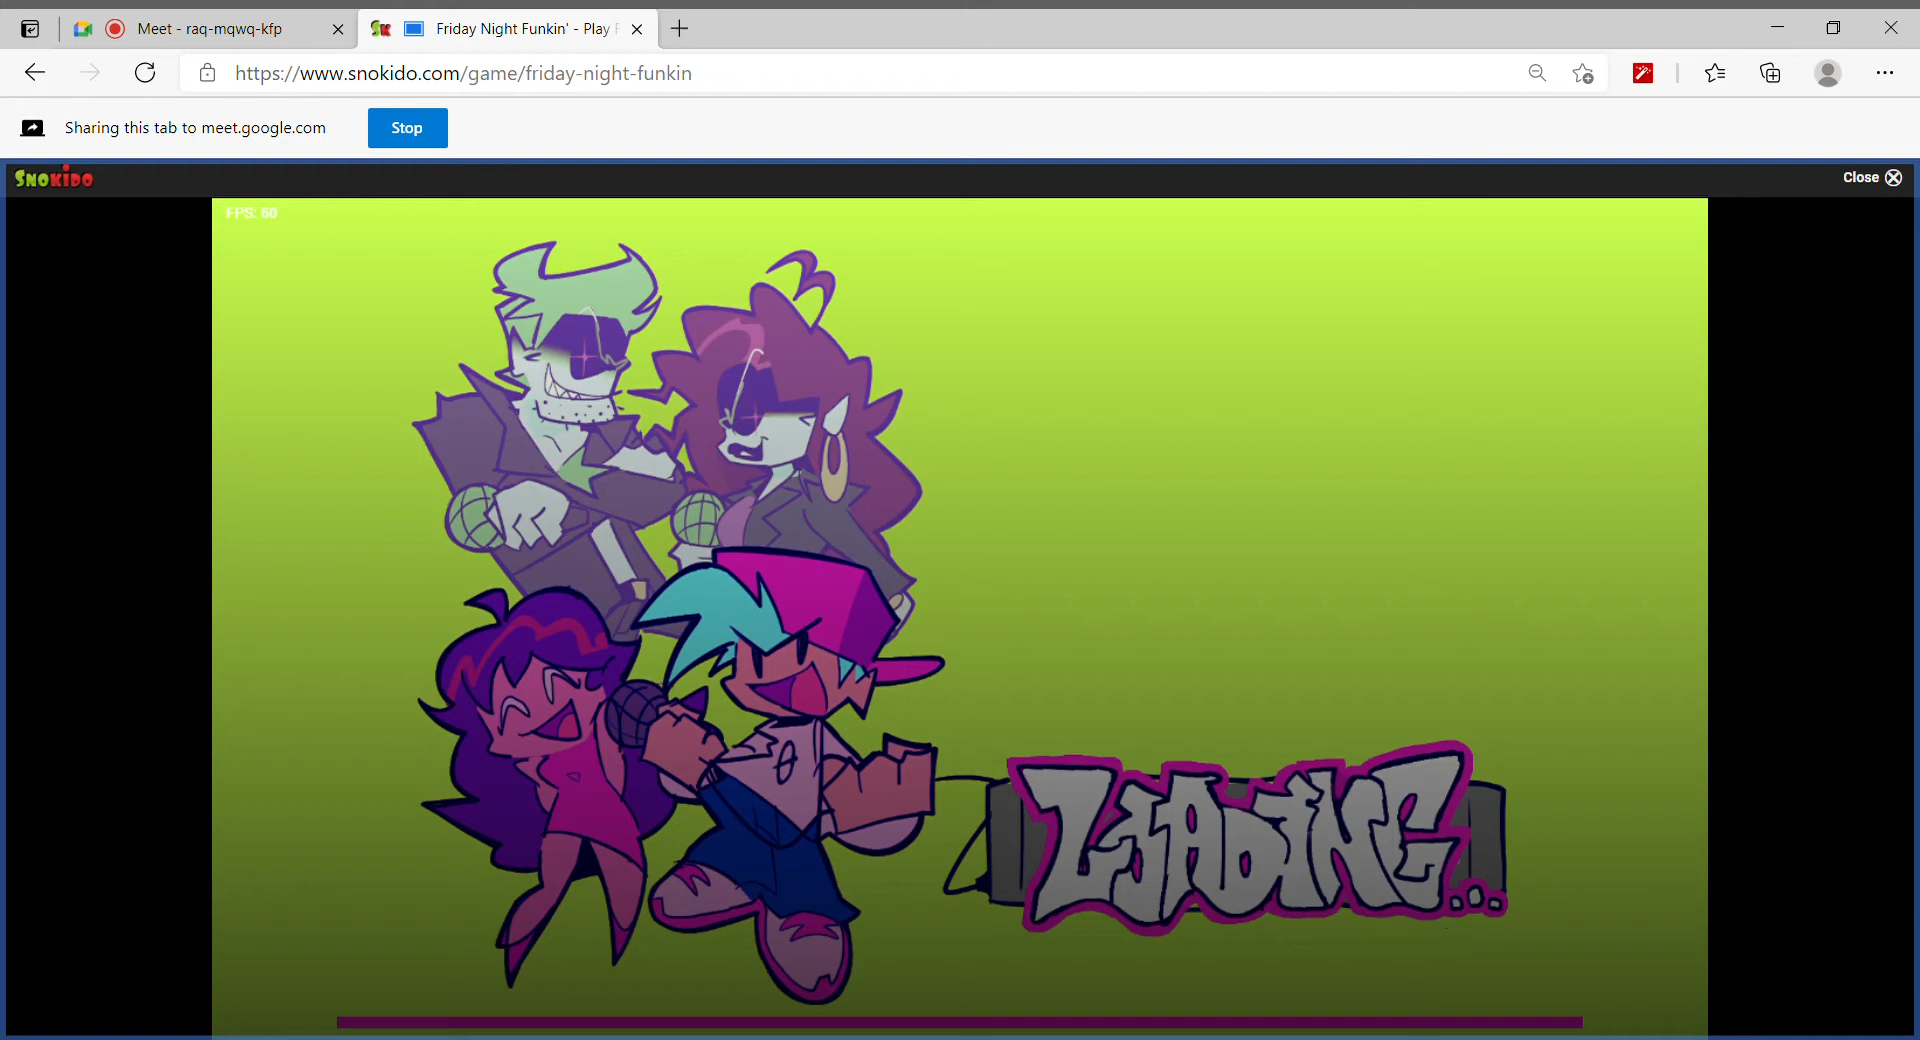 Meet - raq-mqwq-kfp
Friday Night Funkin' - Play F
https://www.snokido.com/game/friday-night-funkin
Sharing this tab to meet.google.com
Stop
SNOKIDO
Close
FPS: 60
LOADING...